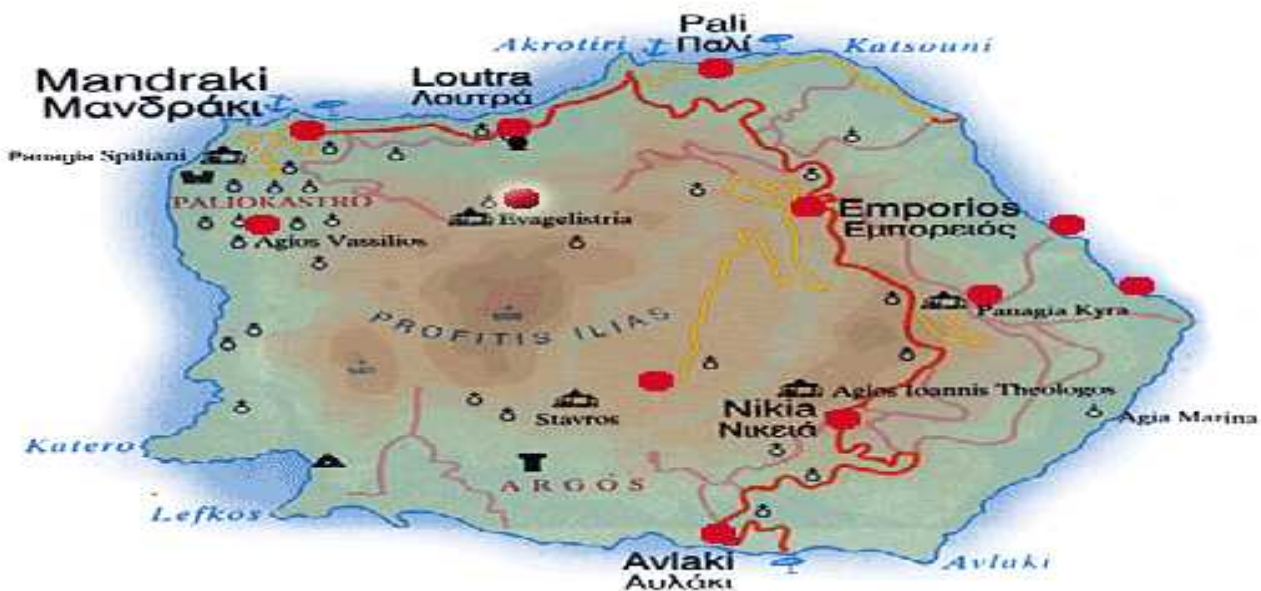 Pali
Παλί
Akrotiri
Katsouni
Mandraki
Μανδράκι
Loutra
Λουτρά
Panagia Spiliani
PALIOKASTRO
Evagelistria
Emporios
Εμπορειός
Agios Vassilios
Panagia Kyra
PROFITIS ILIAS
Agios Ioannis Theologos
Stavros
Nikia
Νικειά
Agia Marina
Katero
ARGÓS
Lefkos
Avlaki
Αυλάκι
Avlaki